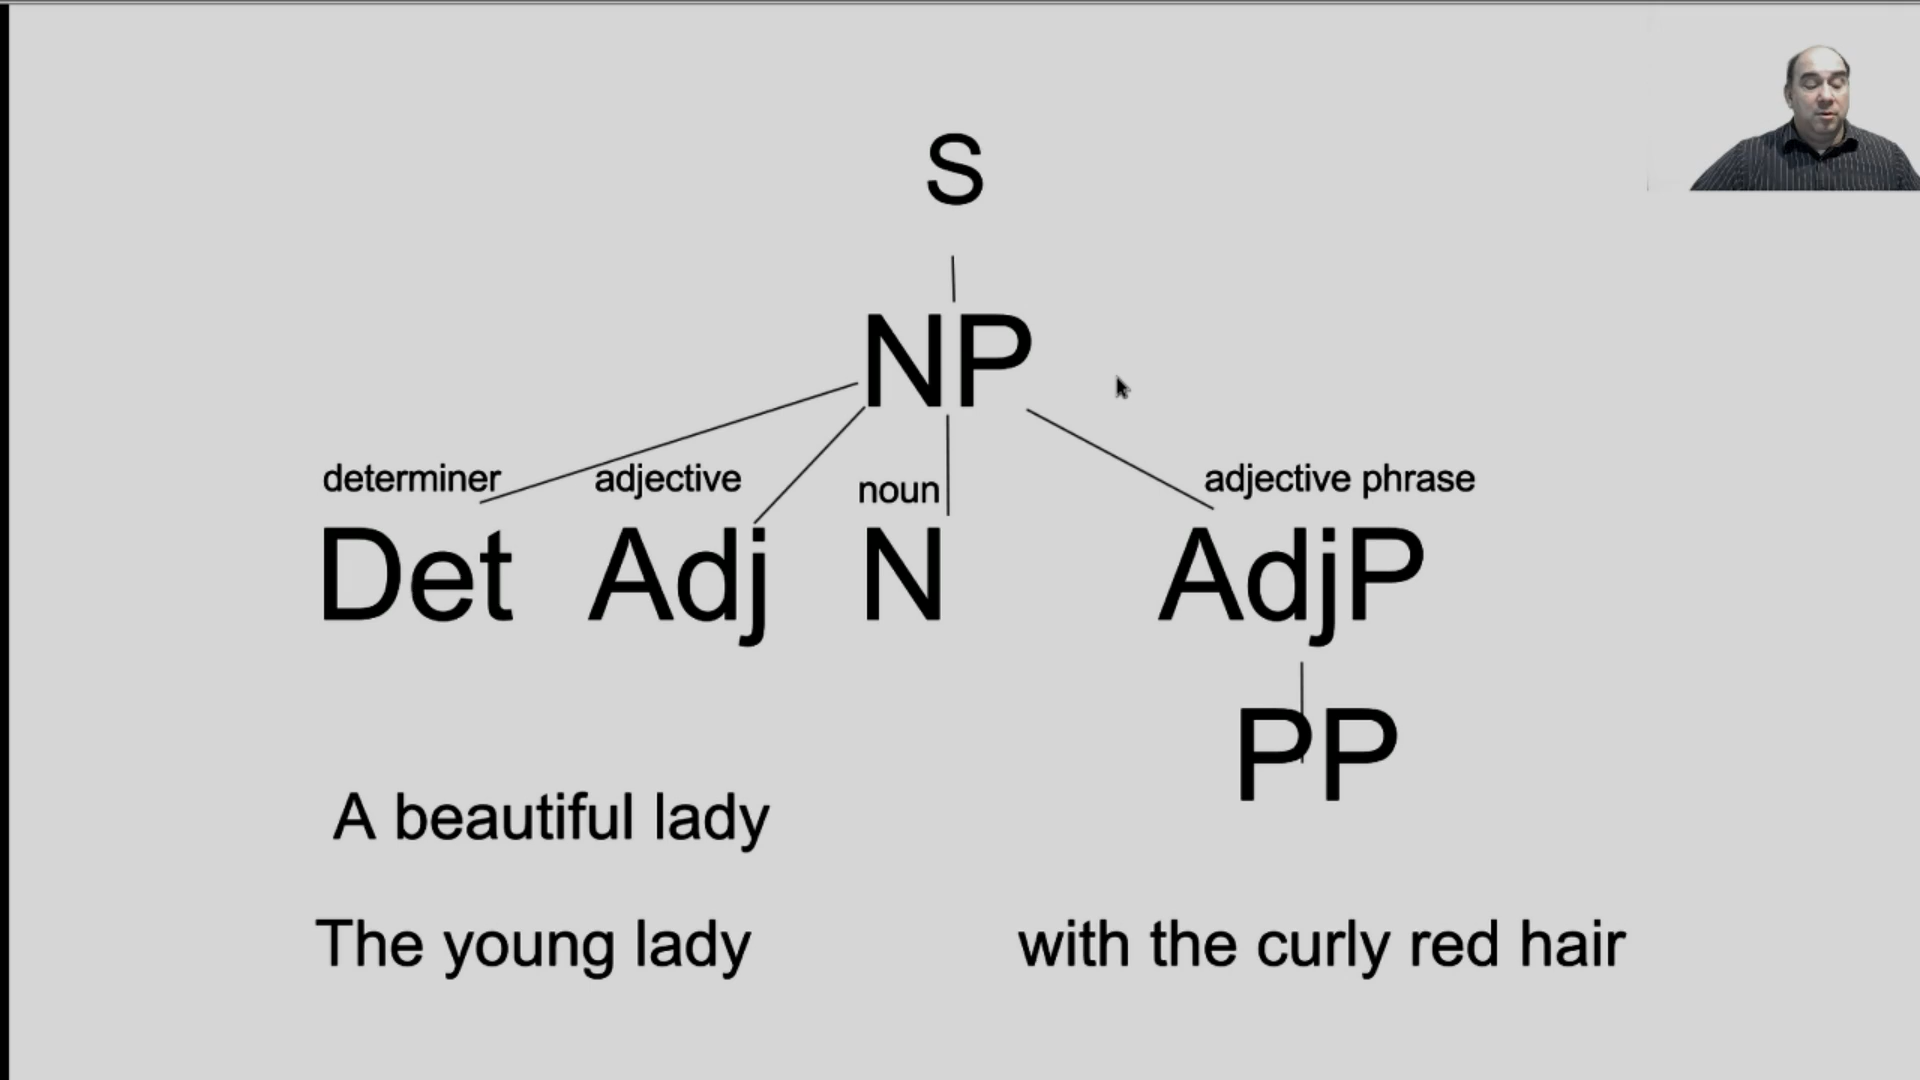 S
NP
determiner adjective noun adjective phrase
Det Adj N AdjP
PP
A beautiful lady
The young lady with the curly red hair